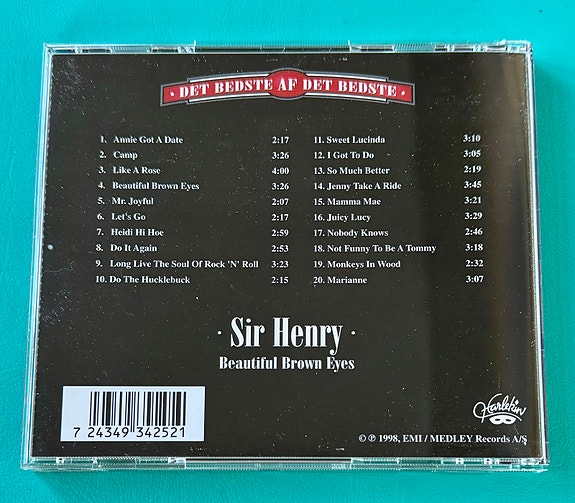 · DET BEDSTE AF DET BEDSTE ·
1. Annie Got A Date 2:17
2. Camp 3:26
3. Like A Rose 4:00
4. Beautiful Brown Eyes 3:26
5. Mr. Joyful 2:07
6. Let's Go 2:17
7. Heidi Hi Hoe 2:59
8. Do It Again 2:53
9. Long Live The Soul Of Rock 'N' Roll 3:23
10. Do The Hucklebuck 2:15
11. Sweet Lucinda 3:10
12. I Got To Do 3:05
13. So Much Better 2:19
14. Jenny Take A Ride 3:45
15. Mamma Mae 3:21
16. Juicy Lucy 3:29
17. Nobody Knows 2:46
18. Not Funny To Be A Tommy 3:18
19. Monkeys In Wood 2:32
20. Marianne 3:07
· Sir Henry ·
Beautiful Brown Eyes
7 24349 342521
Harlekin
© ℗ 1998, EMI / MEDLEY Records A/S